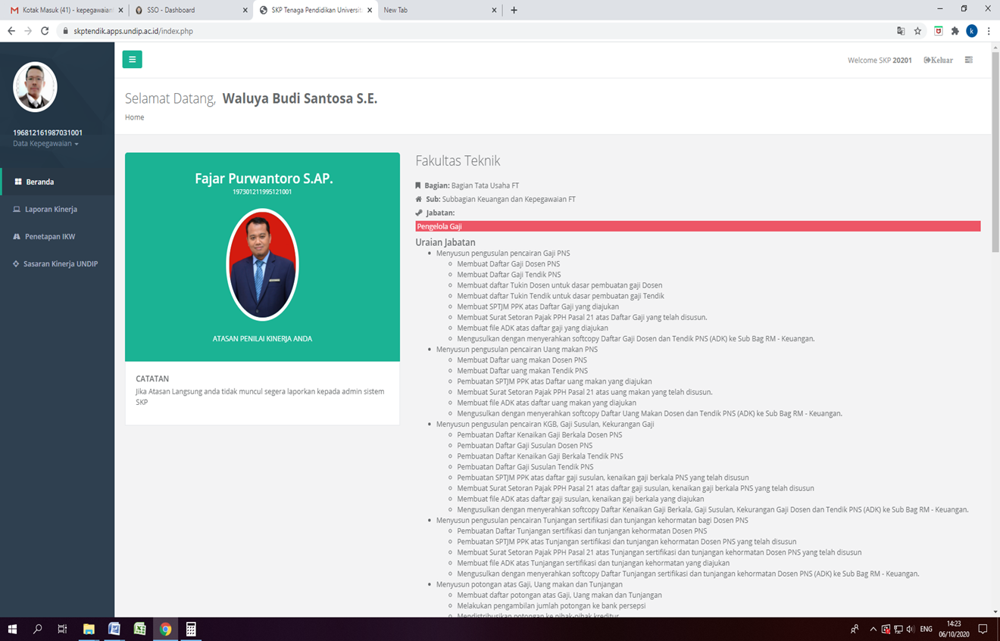 Kotak Masuk (41) - kepegawaian
SSO - Dashboard
SKP Tenaga Pendidikan Universita
New Tab
skptendik.apps.undip.ac.id/index.php
k
196812161987031001
Data Kepegawaian
Beranda
Laporan Kinerja
Penetapan IKW
Sasaran Kinerja UNDIP
Welcome SKP 20201
Keluar
Selamat Datang, Waluya Budi Santosa S.E.
Home
Fajar Purwantoro S.AP.
197301211995121001
ATASAN PENILAI KINERJA ANDA
CATATAN
Jika Atasan Langsung anda tidak muncul segera laporkan kepada admin sistem
SKP
Fakultas Teknik
Bagian: Bagian Tata Usaha FT
Sub: Subbagian Keuangan dan Kepegawaian FT
Jabatan:
Pengelola Gaji
Uraian Jabatan
Menyusun pengusulan pencairan Gaji PNS
Membuat Daftar Gaji Dosen PNS
Membuat Daftar Gaji Tendik PNS
Membuat daftar Tukin Dosen untuk dasar pembuatan gaji Dosen
Membuat daftar Tukin Tendik untuk dasar pembuatan gaji Tendik
Membuat SPTJM PPK atas Daftar Gaji yang diajukan
Membuat Surat Setoran Pajak PPH Pasal 21 atas Daftar Gaji yang telah disusun.
Membuat file ADK atas daftar gaji yang diajukan
Mengusulkan dengan menyerahkan softcopy Daftar Gaji Dosen dan Tendik PNS (ADK) ke Sub Bag RM - Keuangan.
Menyusun pengusulan pencairan Uang makan PNS
Membuat Daftar uang makan Dosen PNS
Membuat Daftar uang makan Tendik PNS
Pembuatan SPTJM PPK atas Daftar uang makan yang diajukan
Membuat Surat Setoran Pajak PPH Pasal 21 atas uang makan yang telah disusun.
Membuat file ADK atas daftar uang makan yang diajukan
Mengusulkan dengan menyerahkan softcopy Daftar Uang Makan Dosen dan Tendik PNS (ADK) ke Sub Bag RM - Keuangan.
Menyusun pengusulan pencairan KGB, Gaji Susulan, Kekurangan Gaji
Pembuatan Daftar Kenaikan Gaji Berkala Dosen PNS
Pembuatan Daftar Gaji Susulan Dosen PNS
Pembuatan Daftar Kenaikan Gaji Berkala Tendik PNS
Pembuatan Daftar Gaji Susulan Tendik PNS
Pembuatan SPTJM PPK atas daftar gaji susulan, kenaikan gaji berkala PNS yang telah disusun
Membuat Surat Setoran Pajak PPH Pasal 21 atas daftar gaji susulan, kenaikan gaji berkala PNS yang telah disusun
Membuat file ADK atas daftar gaji susulan, kenaikan gaji berkala yang diajukan
Mengusulkan dengan menyerahkan softcopy Daftar Kenaikan Gaji Berkala, Gaji Susulan, Kekurangan Gaji Dosen dan Tendik PNS (ADK) ke Sub Bag RM - Keuangan.
Menyusun pengusulan pencairan Tunjangan sertifikasi dan tunjangan kehormatan bagi Dosen PNS
Pembuatan Daftar Tunjangan sertifikasi dan tunjangan kehormatan Dosen PNS
Pembuatan SPTJM PPK atas Tunjangan sertifikasi dan tunjangan kehormatan Dosen PNS yang telah disusun
Membuat Surat Setoran Pajak PPH Pasal 21 atas Tunjangan sertifikasi dan tunjangan kehormatan Dosen PNS yang telah disusun
Membuat file ADK atas Tunjangan sertifikasi dan tunjangan kehormatan yang diajukan
Mengusulkan dengan menyerahkan softcopy Daftar Tunjangan sertifikasi dan tunjangan kehormatan Dosen PNS (ADK) ke Sub Bag RM - Keuangan.
Menyusun potongan atas Gaji, Uang makan dan Tunjangan
Membuat daftar potongan atas Gaji, Uang makan dan Tunjangan
Melakukan pengambilan jumlah potongan ke bank persepsi
Mendistribusikan potongan ke pihak-pihak kreditur
ENG
14:23
06/10/2020